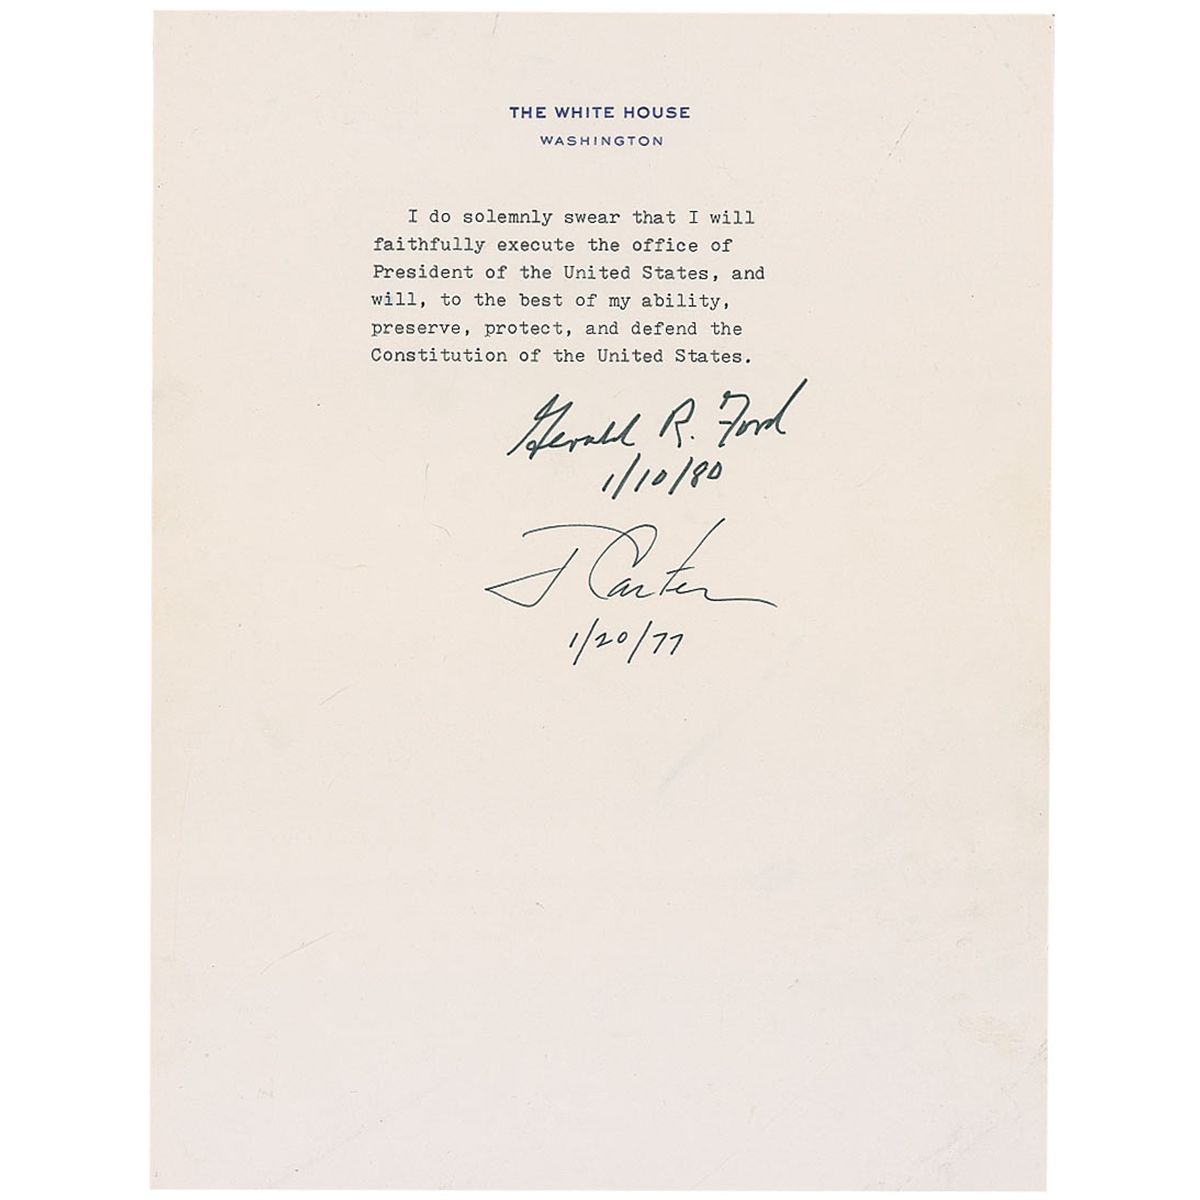 THE WHITE HOUSE
WASHINGTON
I do solemnly swear that I will
faithfully execute the office of
President of the United States, and
will, to the best of my ability,
preserve, protect, and defend the
Constitution of the United States.
Gerald R. Ford
1/10/80
J Carter
1/20/77